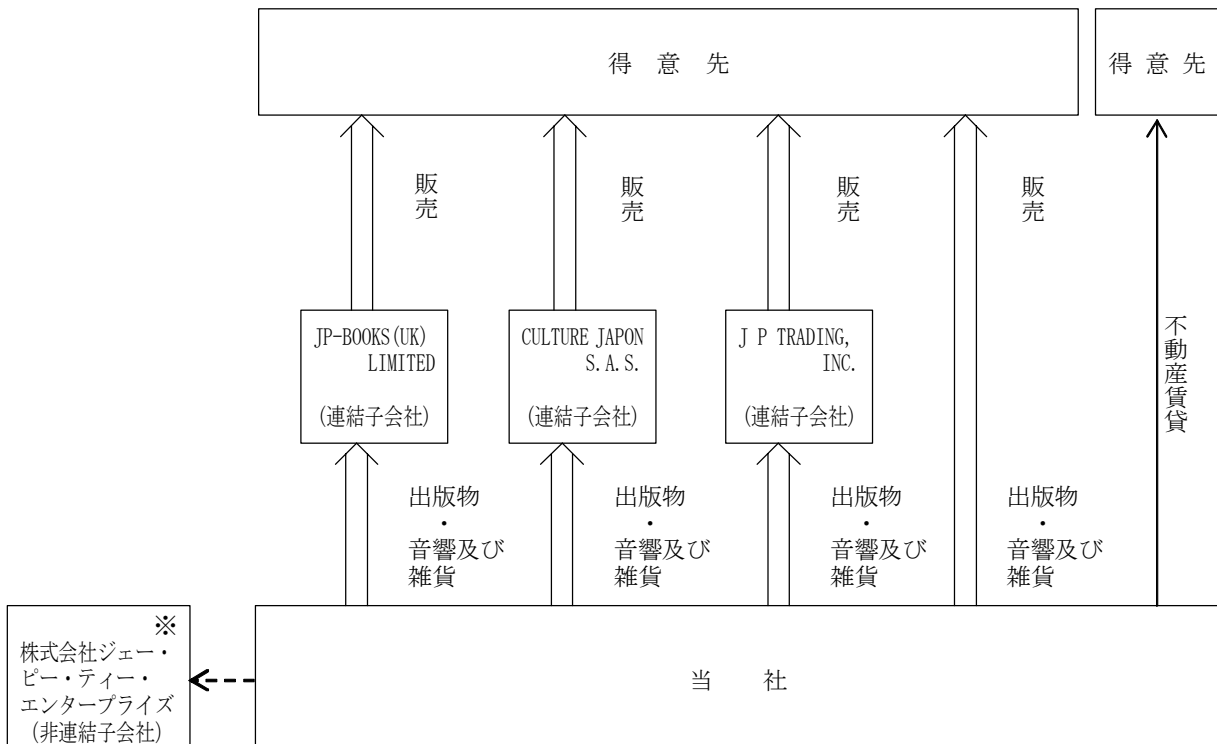 得 意 先
得 意 先
販売
販売
販売
販売
不動産賃貸
JP-BOOKS(UK)
LIMITED
(連結子会社)
CULTURE JAPON
S.A.S.
(連結子会社)
J P TRADING,
INC.
(連結子会社)
出版物
・
音響及び
雑貨
出版物
・
音響及び
雑貨
出版物
・
音響及び
雑貨
出版物
・
音響及び
雑貨
※
株式会社ジェー・
ピー・ティー・
エンタープライズ
(非連結子会社)
当 社